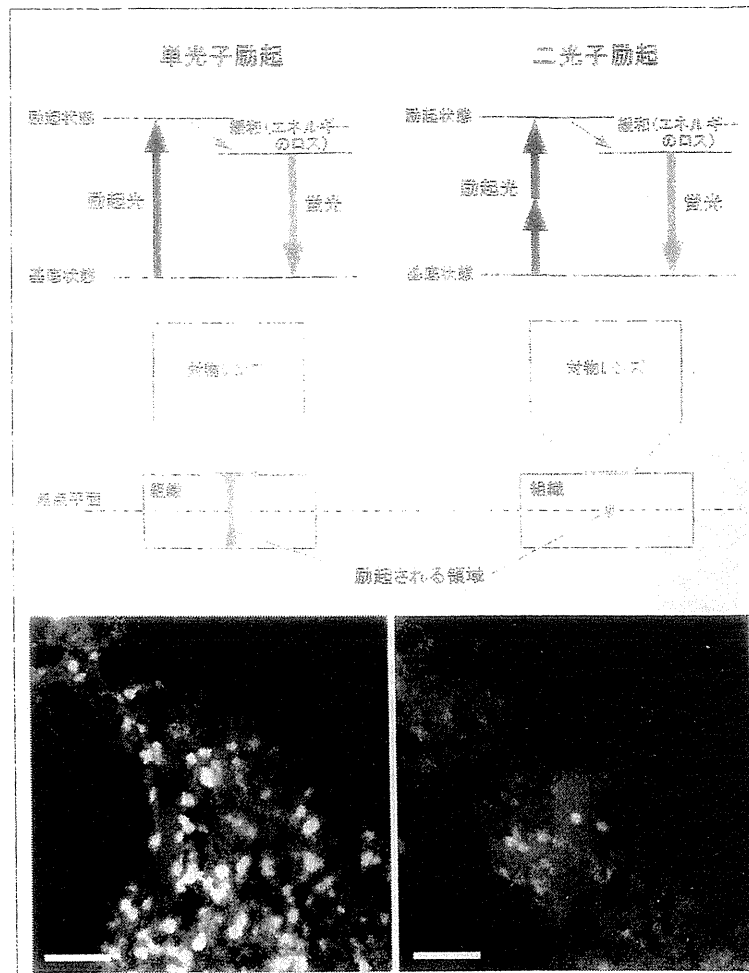 単光子励起
二光子励起
励起状態
緩和(エネルギー
のロス)
励起光
蛍光
基底状態
励起状態
緩和(エネルギー
のロス)
励起光
蛍光
基底状態
対物レンズ
対物レンズ
焦点平面
組織
組織
励起される領域